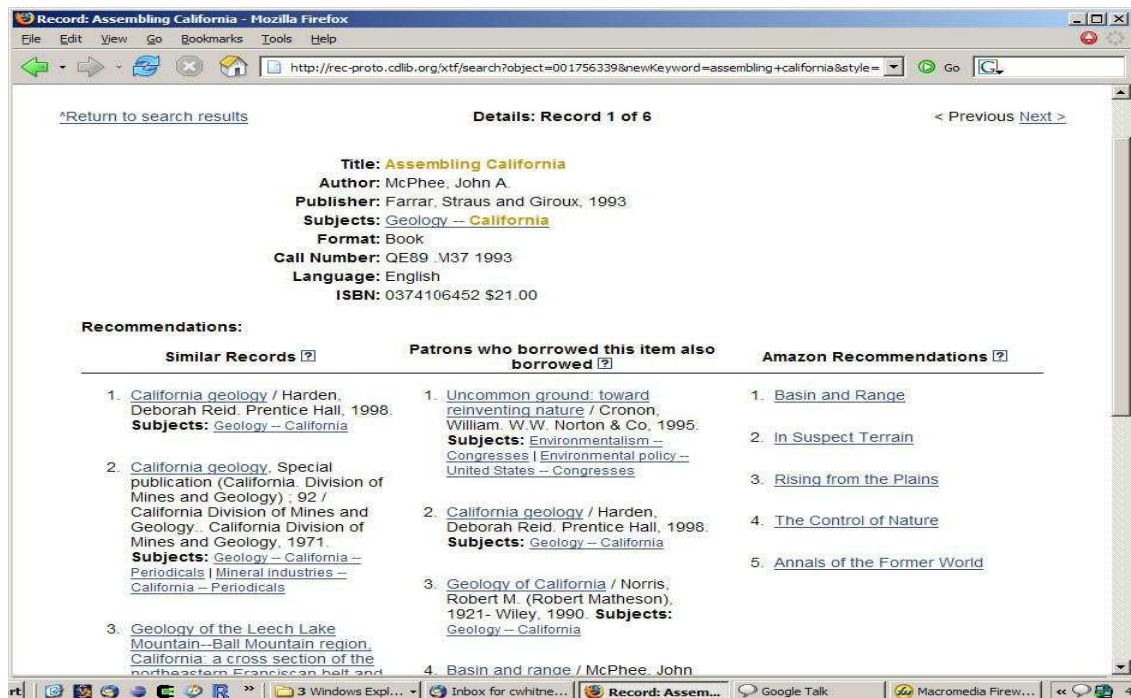 Record: Assembling California - Mozilla Firefox
File Edit View Go Bookmarks Tools Help
http://rec-proto.cdlib.org/xtf/search?object=001756339&newKeyword=assembling+california&style=
Go
^Return to search results
Details: Record 1 of 6
< Previous Next >
Title: Assembling California
Author: McPhee, John A.
Publisher: Farrar, Straus and Giroux, 1993
Subjects: Geology -- California
Format: Book
Call Number: QE89 .M37 1993
Language: English
ISBN: 0374106452 $21.00
Recommendations:
Similar Records ?
1. California geology / Harden,
Deborah Reid. Prentice Hall, 1998.
Subjects: Geology -- California
2. California geology, Special
publication (California. Division of
Mines and Geology) ; 92 /
California Division of Mines and
Geology.. California Division of
Mines and Geology, 1971.
Subjects: Geology -- California --
Periodicals | Mineral industries --
California -- Periodicals
3. Geology of the Leech Lake
Mountain--Ball Mountain region,
California: a cross section of the
northeastern Franciscan belt and
Patrons who borrowed this item also
borrowed ?
1. Uncommon ground: toward
reinventing nature / Cronon,
William. W.W. Norton & Co, 1995.
Subjects: Environmentalism --
Congresses | Environmental policy --
United States -- Congresses
2. California geology / Harden,
Deborah Reid. Prentice Hall, 1998.
Subjects: Geology -- California
3. Geology of California / Norris,
Robert M. (Robert Matheson),
1921- Wiley, 1990. Subjects:
Geology -- California
4. Basin and range / McPhee, John
Amazon Recommendations ?
1. Basin and Range
2. In Suspect Terrain
3. Rising from the Plains
4. The Control of Nature
5. Annals of the Former World
rt
3 Windows Expl...
Inbox for cwhitne...
Record: Assem...
Google Talk
Macromedia Firew...